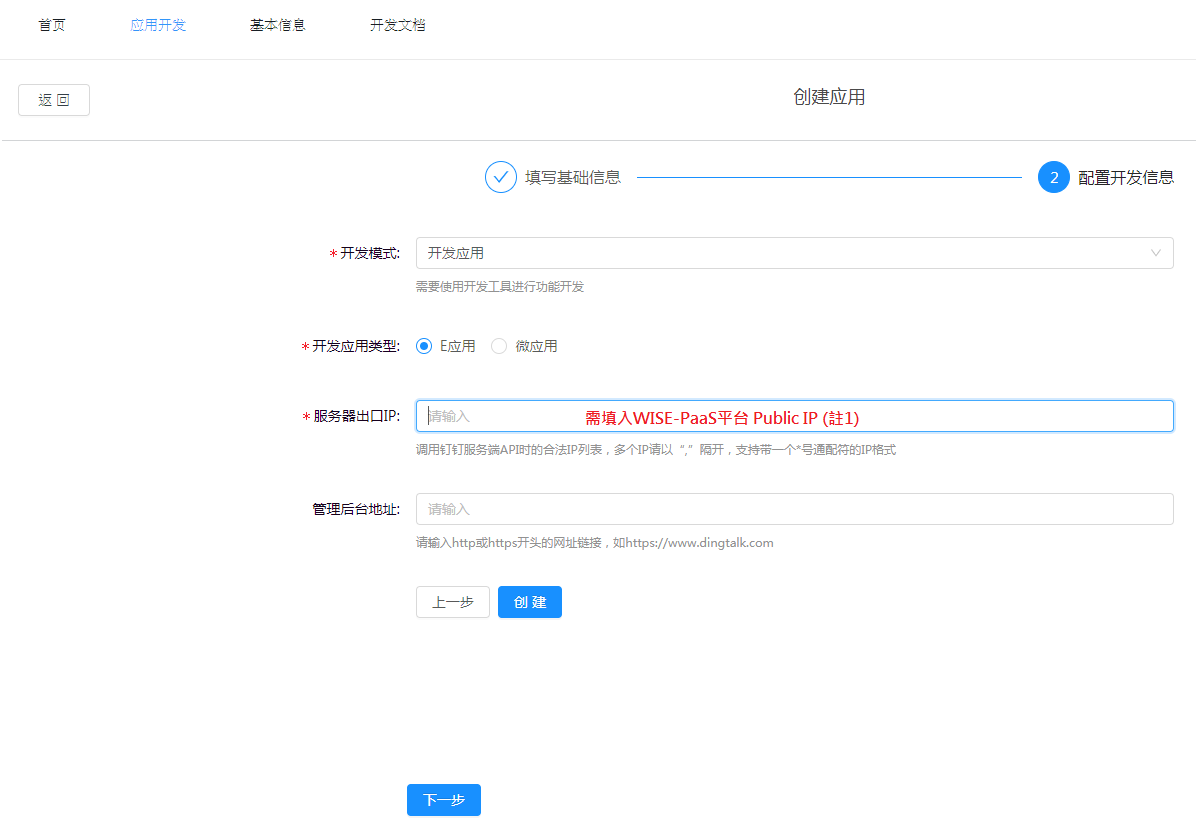 首页 应用开发 基本信息 开发文档
返 回 创建应用
填写基础信息 2 配置开发信息
*开发模式: 开发应用
需要使用开发工具进行功能开发
*开发应用类型: E应用 微应用
*服务器出口IP: 请输入 需填入WISE-PaaS平台 Public IP (註1)
调用钉钉服务端API时的合法IP列表，多个IP请以“,”隔开，支持带一个*号通配符的IP格式
管理后台地址: 请输入
请输入http或https开头的网址链接，如https://www.dingtalk.com
上一步 创 建
下一步